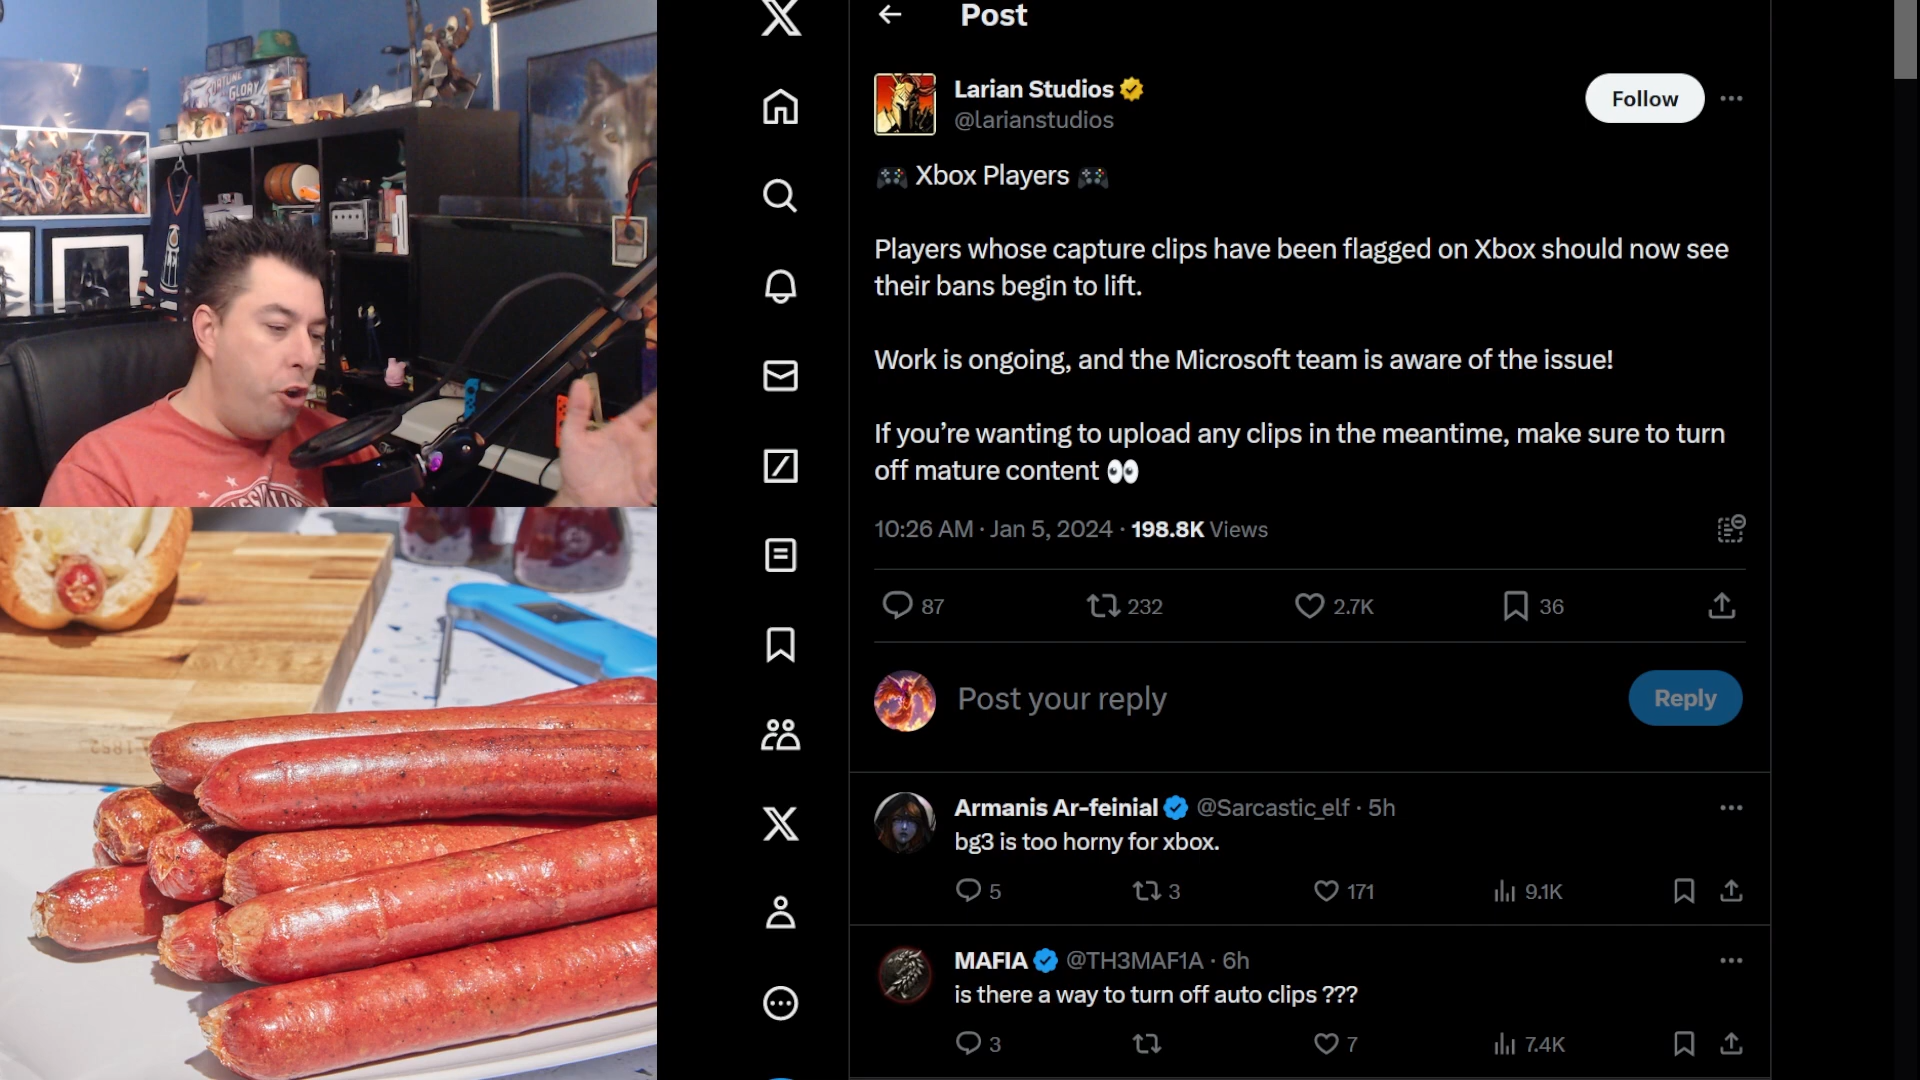 FORTUNE
GLORY
1852
Post
Larian Studios
@larianstudios
Follow
🎮 Xbox Players 🎮
Players whose capture clips have been flagged on Xbox should now see
their bans begin to lift.
Work is ongoing, and the Microsoft team is aware of the issue!
If you’re wanting to upload any clips in the meantime, make sure to turn
off mature content 👀
10:26 AM · Jan 5, 2024 · 198.8K Views
87 232 2.7K 36
Post your reply
Reply
Armanis Ar-feinial @Sarcastic_elf · 5h
bg3 is too horny for xbox.
5 3 171 9.1K
MAFIA @TH3MAF1A · 6h
is there a way to turn off auto clips ???
3 7 7.4K